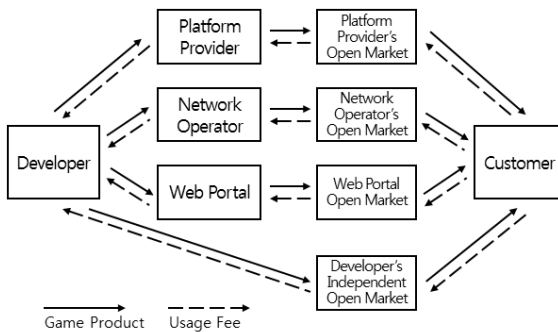 Platform
Provider
Platform
Provider's
Open Market
Network
Operator
Network
Operator's
Open Market
Developer
Customer
Web Portal
Web Portal
Open Market
Developer's
Independent
Open Market
Game Product
Usage Fee